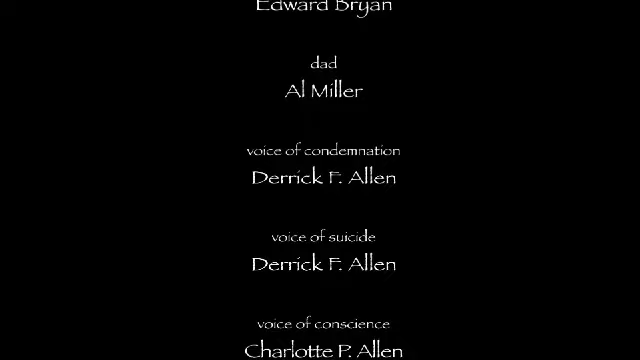 Edward Bryan
dad
Al Miller
voice of condemnation
Derrick F. Allen
voice of suicide
Derrick F. Allen
voice of conscience
Charlotte P. Allen